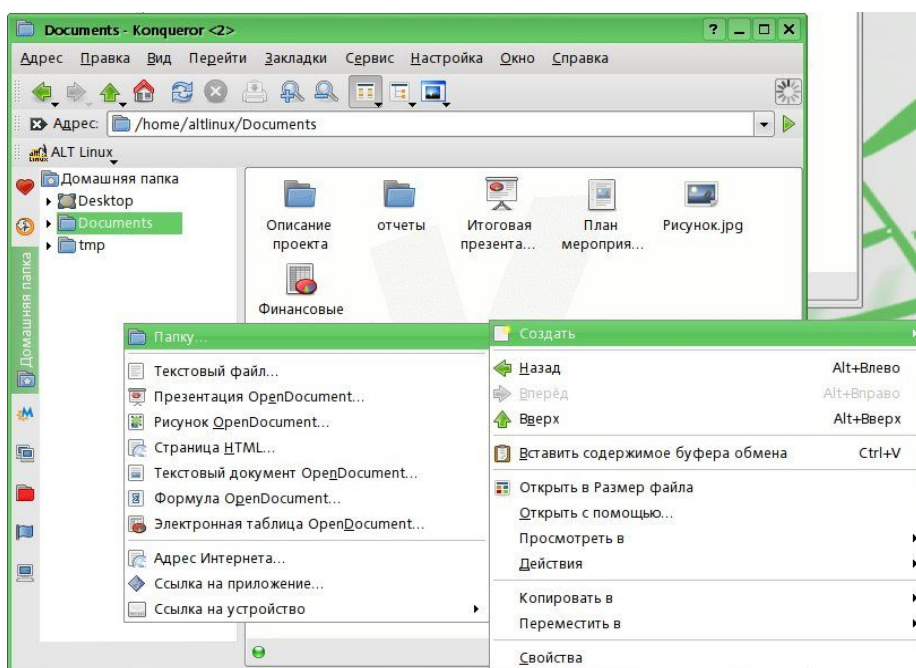 Documents - Konqueror <2>
Адрес Правка Вид Перейти Закладки Сервис Настройка Окно Справка
Адрес: /home/altlinux/Documents
ALT Linux
Домашняя папка
Домашняя папка
Desktop
Documents
tmp
Описание проекта
отчеты
Итоговая презента...
План мероприя...
Рисунок.jpg
Финансовые
Папку...
Текстовый файл...
Презентация OpenDocument...
Рисунок OpenDocument...
Страница HTML...
Текстовый документ OpenDocument...
Формула OpenDocument...
Электронная таблица OpenDocument...
Адрес Интернета...
Ссылка на приложение...
Ссылка на устройство
Создать
Назад Alt+Влево
Вперёд Alt+Вправо
Вверх Alt+Вверх
Вставить содержимое буфера обмена Ctrl+V
Открыть в Размер файла
Открыть с помощью...
Просмотреть в
Действия
Копировать в
Переместить в
Свойства